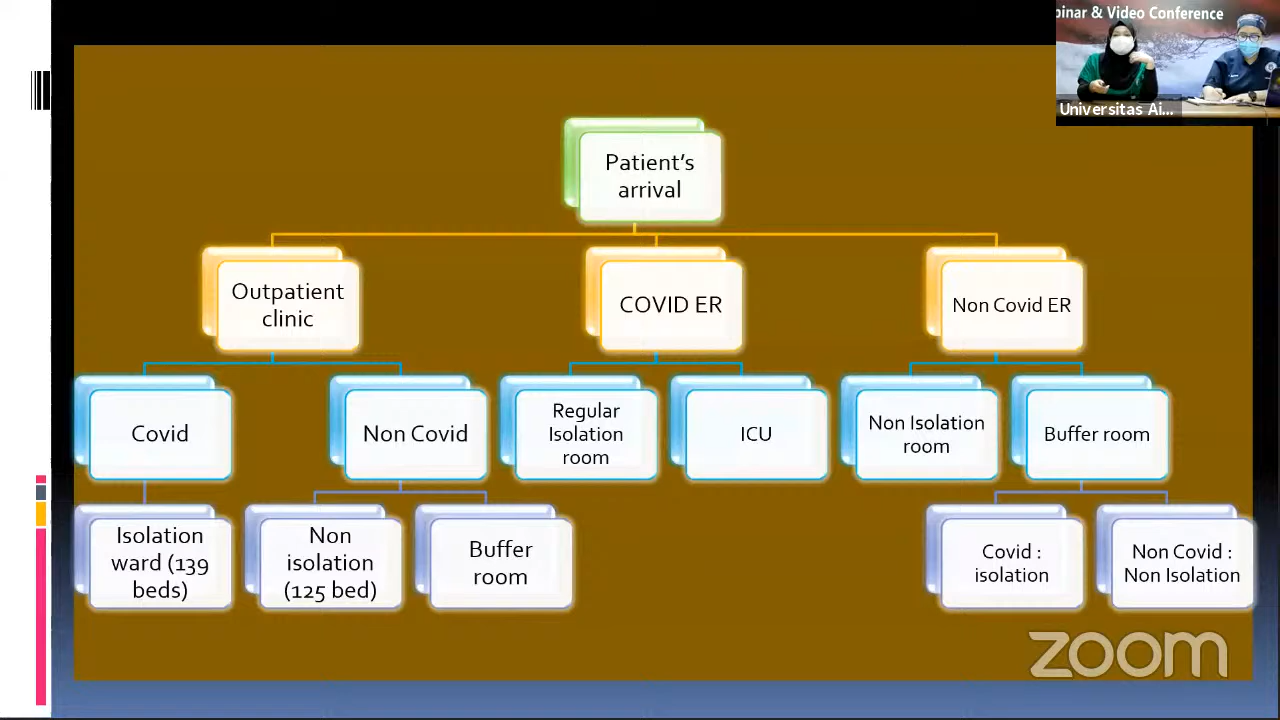 binar & Video Conference
Universitas Ai...
Patient's
arrival
Outpatient
clinic
COVID ER
Non Covid ER
Covid
Non Covid
Regular
Isolation
room
ICU
Non Isolation
room
Buffer room
Isolation
ward (139
beds)
Non
isolation
(125 bed)
Buffer
room
Covid :
isolation
Non Covid :
Non Isolation
zoom